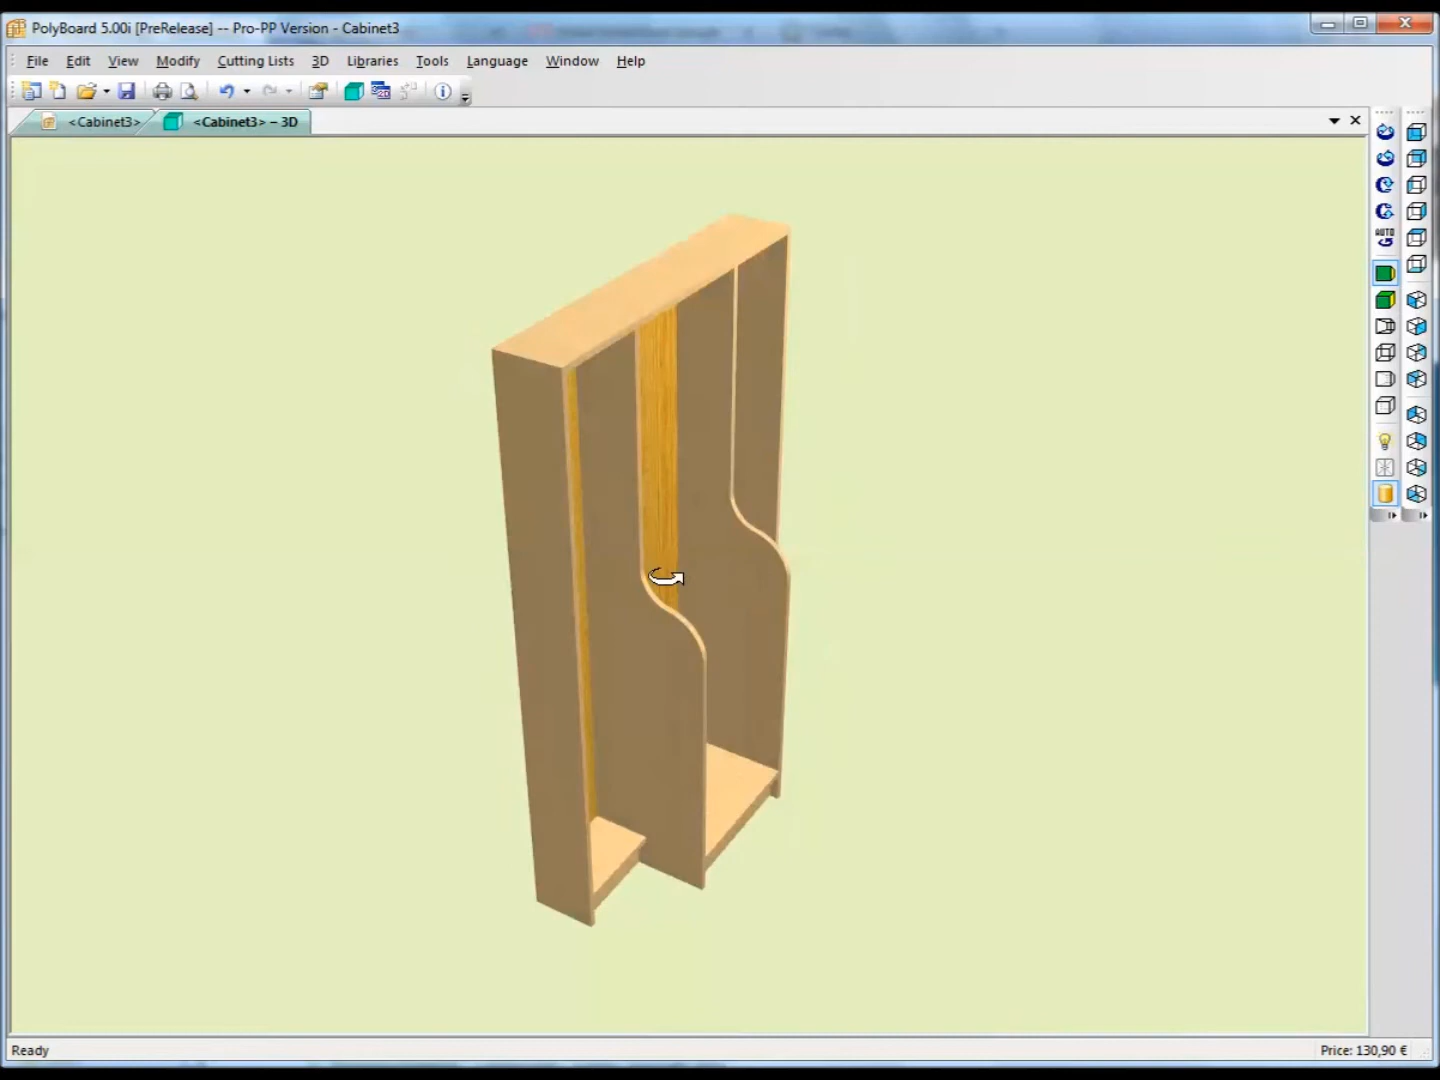 PolyBoard 5.00i [PreRelease] -- Pro-PP Version - Cabinet3
File Edit View Modify Cutting Lists 3D Libraries Tools Language Window Help
<Cabinet3> <Cabinet3> – 3D
AUTO
Ready Price: 130,90 €